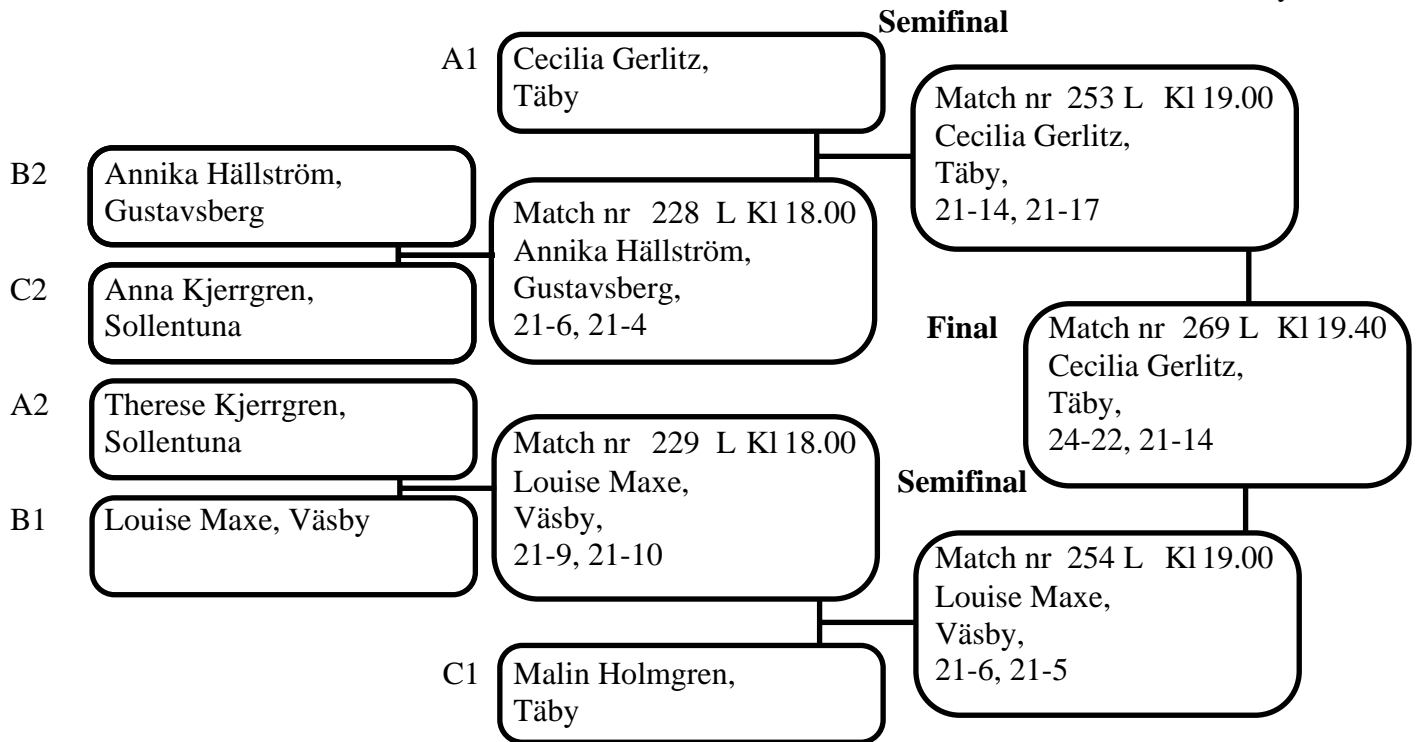 Semifinal
A1
Cecilia Gerlitz,
Täby
Match nr 253 L Kl 19.00
Cecilia Gerlitz,
Täby,
21-14, 21-17
B2
Annika Hällström,
Gustavsberg
Match nr 228 L Kl 18.00
Annika Hällström,
Gustavsberg,
21-6, 21-4
C2
Anna Kjerrgren,
Sollentuna
Final
Match nr 269 L Kl 19.40
Cecilia Gerlitz,
Täby,
24-22, 21-14
A2
Therese Kjerrgren,
Sollentuna
Match nr 229 L Kl 18.00
Louise Maxe,
Väsby,
21-9, 21-10
Semifinal
B1
Louise Maxe, Väsby
Match nr 254 L Kl 19.00
Louise Maxe,
Väsby,
21-6, 21-5
C1
Malin Holmgren,
Täby